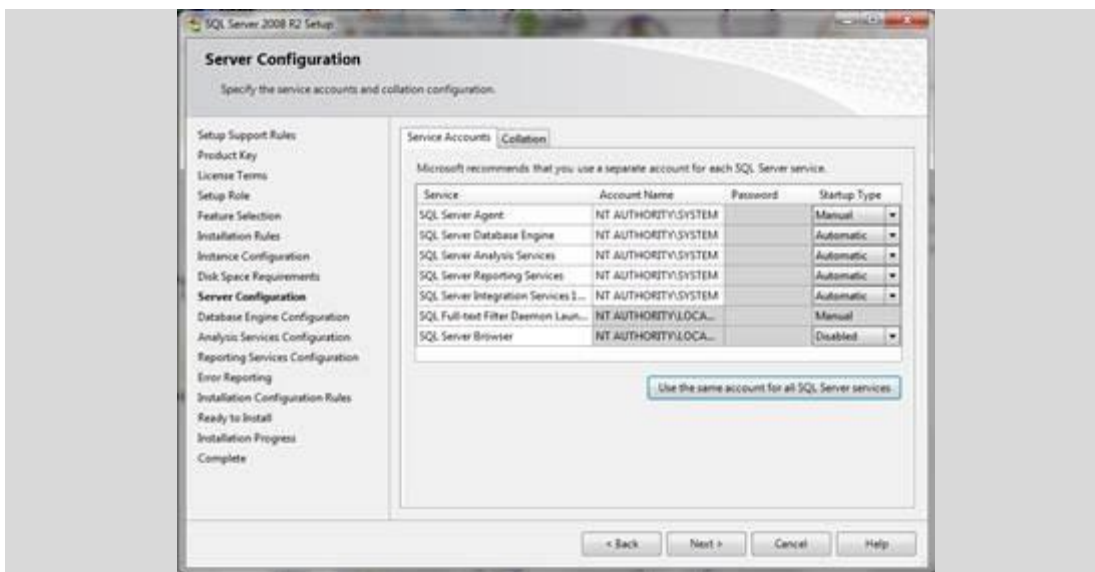 SQL Server 2008 R2 Setup
Server Configuration
Specify the service accounts and collation configuration.
Setup Support Rules
Product Key
License Terms
Setup Role
Feature Selection
Installation Rules
Instance Configuration
Disk Space Requirements
Server Configuration
Database Engine Configuration
Analysis Services Configuration
Reporting Services Configuration
Error Reporting
Installation Configuration Rules
Ready to Install
Installation Progress
Complete
Service Accounts Collation
Microsoft recommends that you use a separate account for each SQL Server service.
Service Account Name Password Startup Type
SQL Server Agent NT AUTHORITY\SYSTEM Manual
SQL Server Database Engine NT AUTHORITY\SYSTEM Automatic
SQL Server Analysis Services NT AUTHORITY\SYSTEM Automatic
SQL Server Reporting Services NT AUTHORITY\SYSTEM Automatic
SQL Server Integration Services 1... NT AUTHORITY\SYSTEM Automatic
SQL Full-text Filter Daemon Laun... NT AUTHORITY\LOCA... Manual
SQL Server Browser NT AUTHORITY\LOCA... Disabled
Use the same account for all SQL Server services
< Back Next > Cancel Help